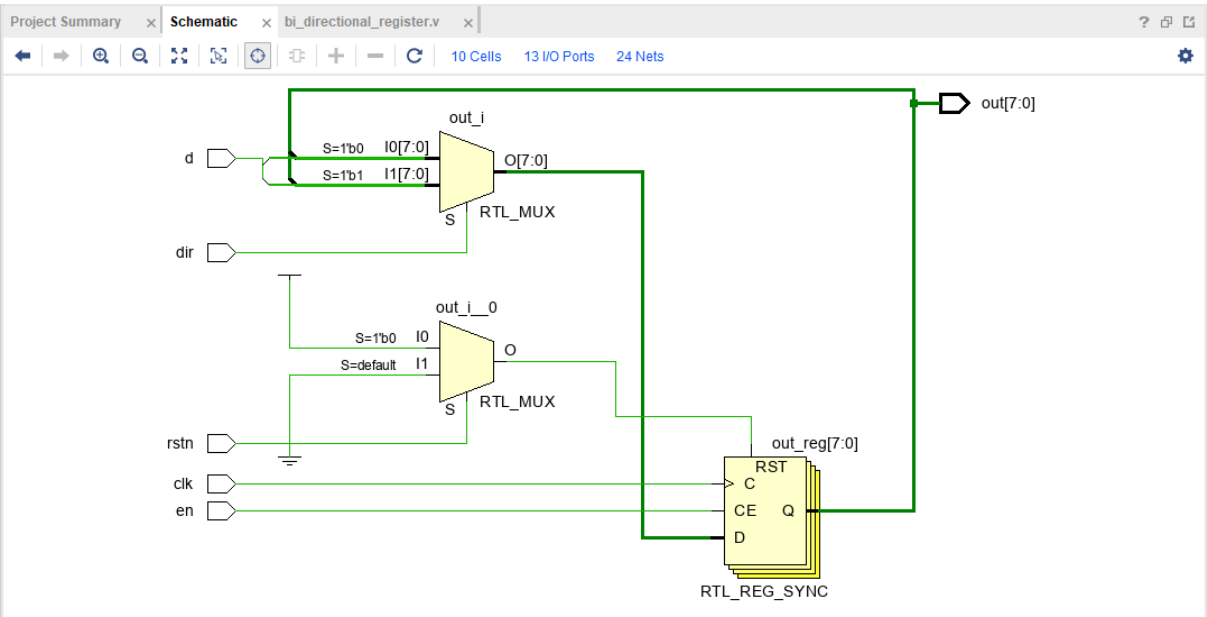 Project Summary × Schematic × bi_directional_register.v × ?
10 Cells 13 I/O Ports 24 Nets
out[7:0]
out_i
S=1'b0 I0[7:0]
d
O[7:0]
S=1'b1 I1[7:0]
S RTL_MUX
dir
out_i__0
S=1'b0 I0
O
S=default I1
S RTL_MUX
rstn
out_reg[7:0]
RST
clk C
en CE Q
D
RTL_REG_SYNC